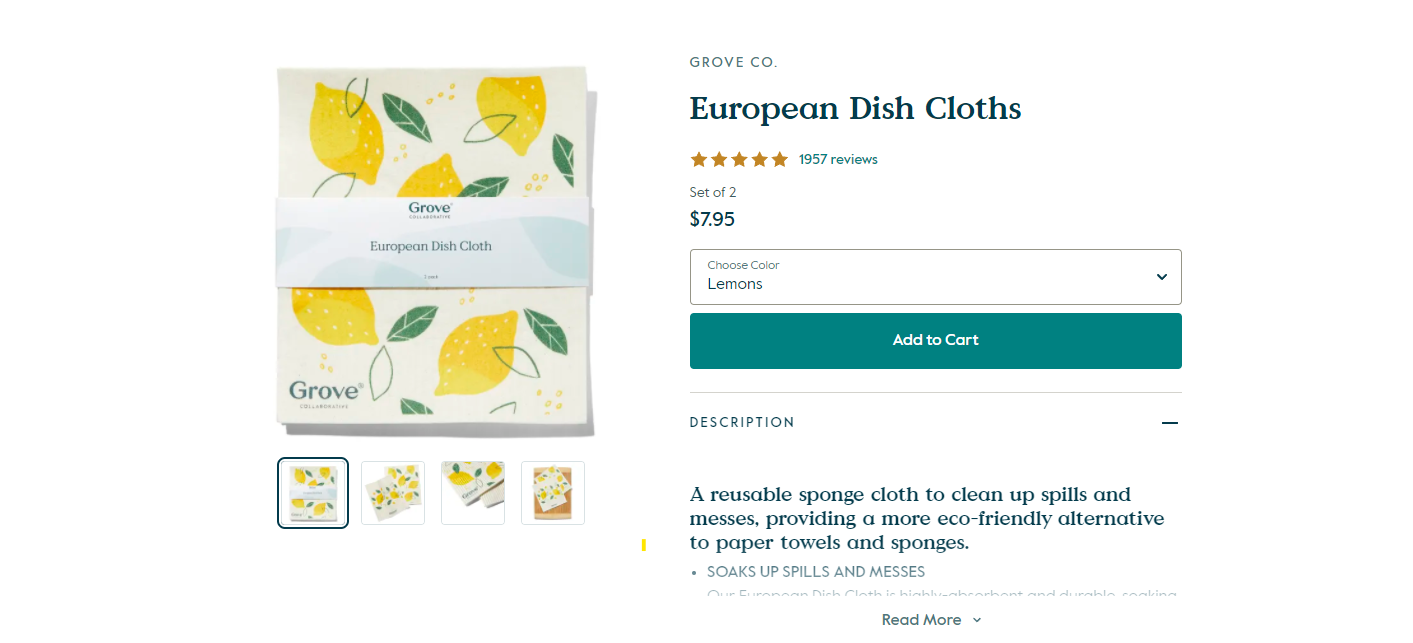 GROVE CO.
European Dish Cloths
1957 reviews
Set of 2
$7.95
Choose Color
Lemons
Add to Cart
DESCRIPTION
A reusable sponge cloth to clean up spills and
messes, providing a more eco-friendly alternative
to paper towels and sponges.
• SOAKS UP SPILLS AND MESSES
Our European Dish Cloth is highly-absorbent and durable, soaking
Read More
Grove®
COLLABORATIVE
European Dish Cloth
Grove®
COLLABORATIVE